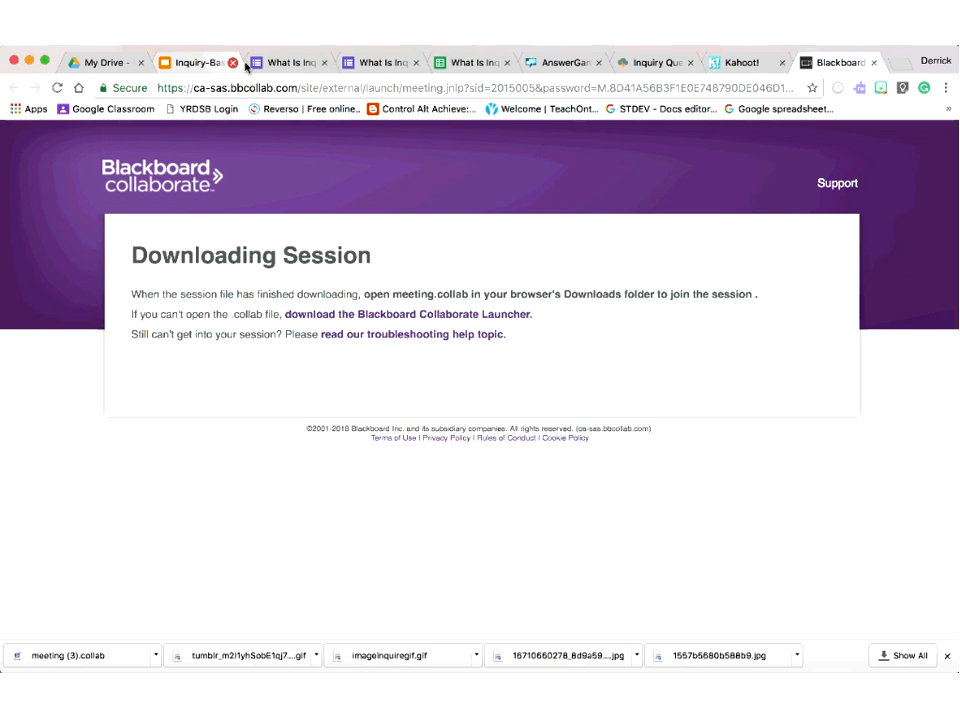 My Drive - Inquiry-Bas What Is Inq What Is Inq What Is Inq AnswerGar Inquiry Que Kahoot! Blackboard Derrick
Secure https://ca-sas.bbcollab.com/site/external/launch/meeting.jnlp?sid=2015005&password=M.8D41A56B3F1E0E748790DE046D1...
Apps Google Classroom YRDSB Login Reverso | Free online.. Control Alt Achieve:... Welcome | TeachOnt... STDEV - Docs editor... Google spreadsheet... »
Blackboard
collaborate
Support
Downloading Session
When the session file has finished downloading, open meeting.collab in your browser's Downloads folder to join the session .
If you can't open the .collab file, download the Blackboard Collaborate Launcher.
Still can't get into your session? Please read our troubleshooting help topic.
©2001-2018 Blackboard Inc. and its subsidiary companies. All rights reserved. (ca-sas.bbcollab.com)
Terms of Use | Privacy Policy | Rules of Conduct | Cookie Policy
meeting (3).collab tumblr_m2l1yhSobE1qj7....gif imageinquiregif.gif 16710660278_8d9a59....jpg 1557b5680b588b9.jpg Show All